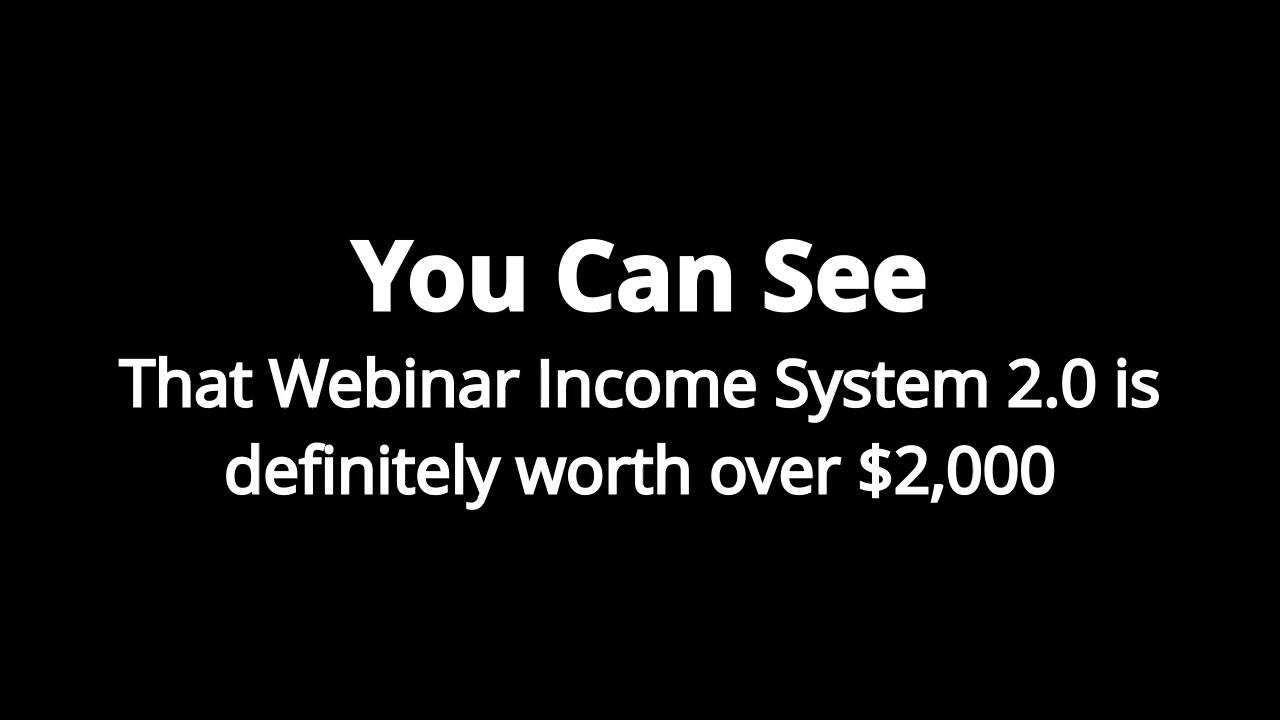 You Can See
That Webinar Income System 2.0 is
definitely worth over $2,000